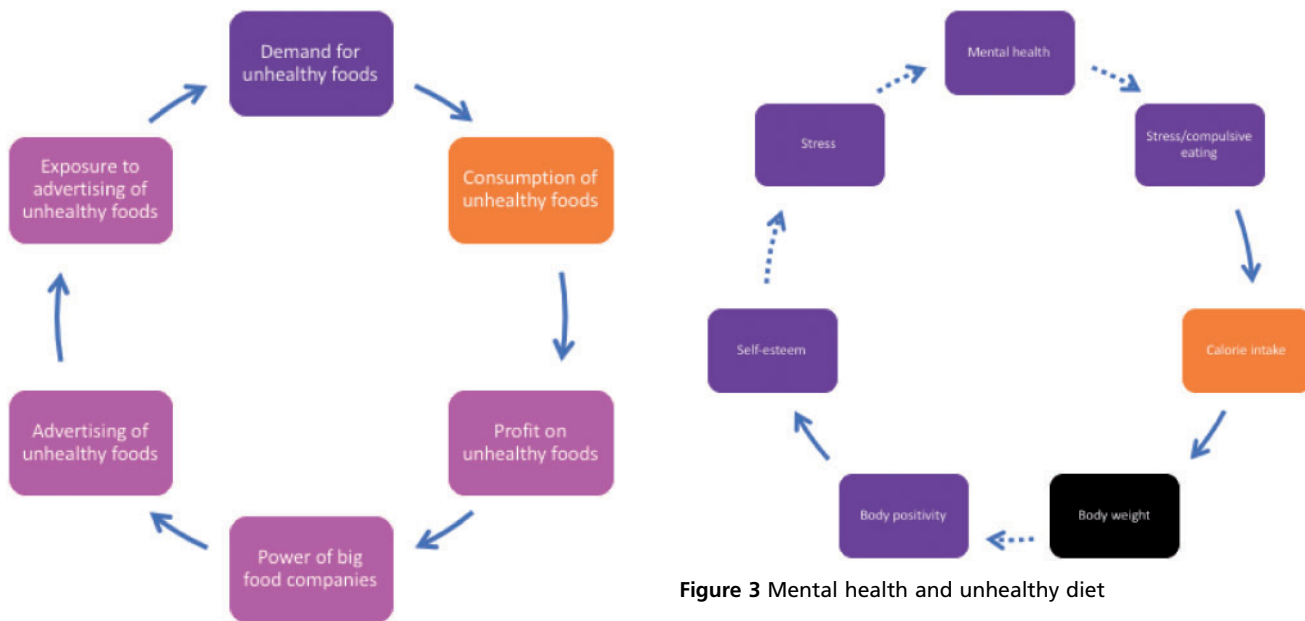 Demand for
unhealthy foods
Consumption of
unhealthy foods
Profit on
unhealthy foods
Power of big
food companies
Advertising of
unhealthy foods
Exposure to
advertising of
unhealthy foods
Mental health
Stress/compulsive
eating
Calorie intake
Body weight
Body positivity
Self-esteem
Stress
Figure 3 Mental health and unhealthy diet